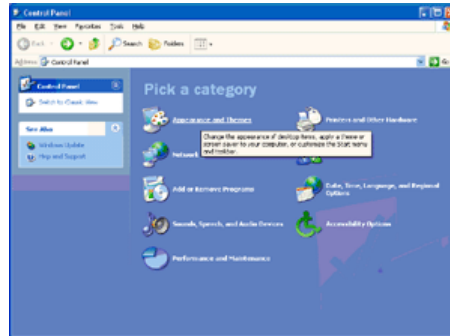 Control Panel
File Edit View Favorites Tools Help
Back Search Folders
Address Control Panel Go
Control Panel
Switch to Classic View
See Also
Windows Update
Help and Support
Pick a category
Appearance and Themes
Printers and Other Hardware
Change the appearance of desktop items, apply a theme or
screen saver to your computer, or customize the Start menu
and taskbar.
Network
Add or Remove Programs
Date, Time, Language, and Regional
Options
Sounds, Speech, and Audio Devices
Accessibility Options
Performance and Maintenance